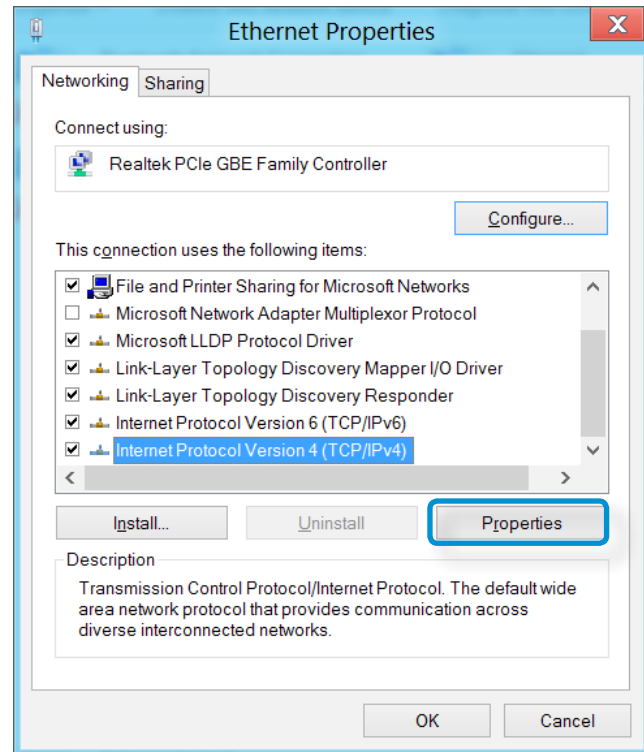 Ethernet Properties
X
Networking
Sharing
Connect using:
Realtek PCIe GBE Family Controller
Configure...
This connection uses the following items:
File and Printer Sharing for Microsoft Networks
Microsoft Network Adapter Multiplexor Protocol
Microsoft LLDP Protocol Driver
Link-Layer Topology Discovery Mapper I/O Driver
Link-Layer Topology Discovery Responder
Internet Protocol Version 6 (TCP/IPv6)
Internet Protocol Version 4 (TCP/IPv4)
Install...
Uninstall
Properties
Description
Transmission Control Protocol/Internet Protocol. The default wide
area network protocol that provides communication across
diverse interconnected networks.
OK
Cancel